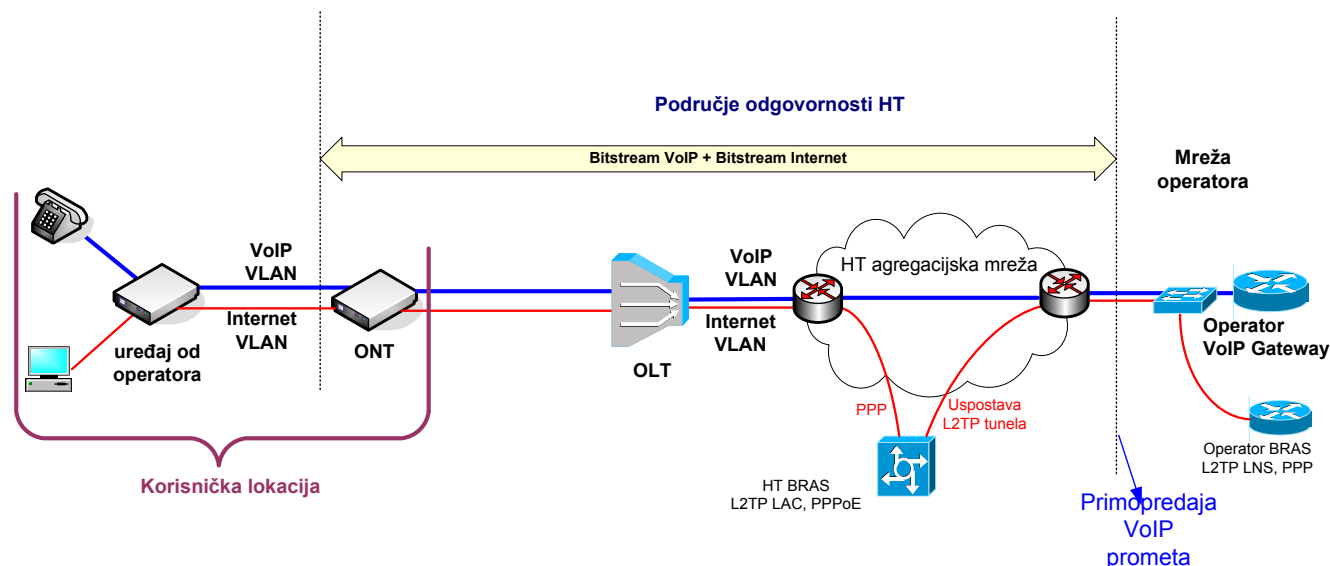 Područje odgovornosti HT
Bitstream VoIP + Bitstream Internet
Mreža
operatora
VoIP
VLAN
Internet
VLAN
uređaj od
operatora
ONT
OLT
VoIP
VLAN
Internet
VLAN
HT agregacijska mreža
Operator
VoIP Gateway
PPP
Uspostava
L2TP tunela
HT BRAS
L2TP LAC, PPPoE
Operator BRAS
L2TP LNS, PPP
Korisnička lokacija
Primopredaja
VoIP
prometa